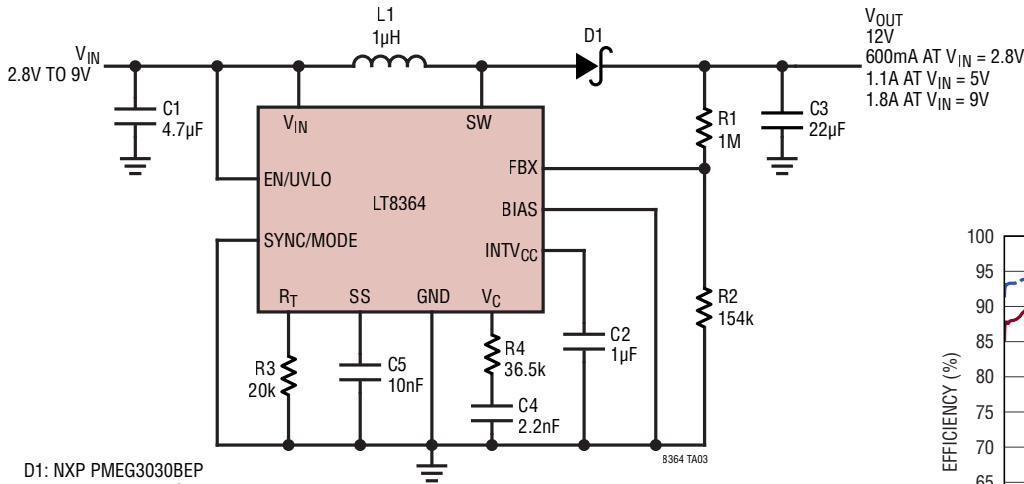 L1
1µH
D1
VIN
2.8V TO 9V
VOUT
12V
600mA AT VIN = 2.8V
1.1A AT VIN = 5V
1.8A AT VIN = 9V
C1
4.7µF
VIN
SW
R1
1M
C3
22µF
FBX
EN/UVLO
LT8364
BIAS
SYNC/MODE
INTVCC
RT
SS
GND
VC
R2
154k
C2
1µF
R3
20k
C5
10nF
R4
36.5k
C4
2.2nF
8364 TA03
D1: NXP PMEG3030BEP
100
95
90
85
80
75
70
65
EFFICIENCY (%)